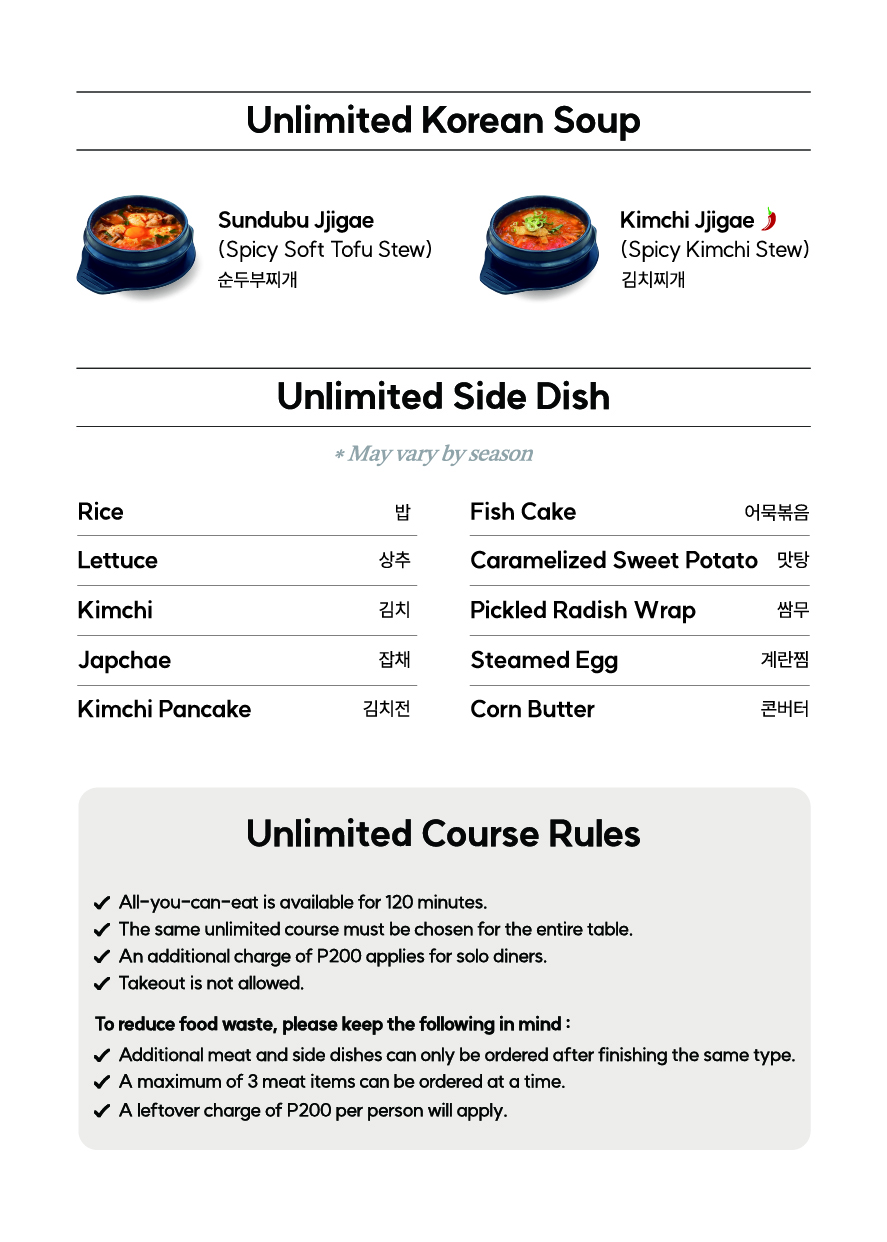 Unlimited Korean Soup
Sundubu Jjigae
(Spicy Soft Tofu Stew)
순두부찌개
Kimchi Jjigae
(Spicy Kimchi Stew)
김치찌개
Unlimited Side Dish
* May vary by season
Rice 밥
Lettuce 상추
Kimchi 김치
Japchae 잡채
Kimchi Pancake 김치전
Fish Cake 어묵볶음
Caramelized Sweet Potato 맛탕
Pickled Radish Wrap 쌈무
Steamed Egg 계란찜
Corn Butter 콘버터
Unlimited Course Rules
✔ All-you-can-eat is available for 120 minutes.
✔ The same unlimited course must be chosen for the entire table.
✔ An additional charge of P200 applies for solo diners.
✔ Takeout is not allowed.
To reduce food waste, please keep the following in mind :
✔ Additional meat and side dishes can only be ordered after finishing the same type.
✔ A maximum of 3 meat items can be ordered at a time.
✔ A leftover charge of P200 per person will apply.